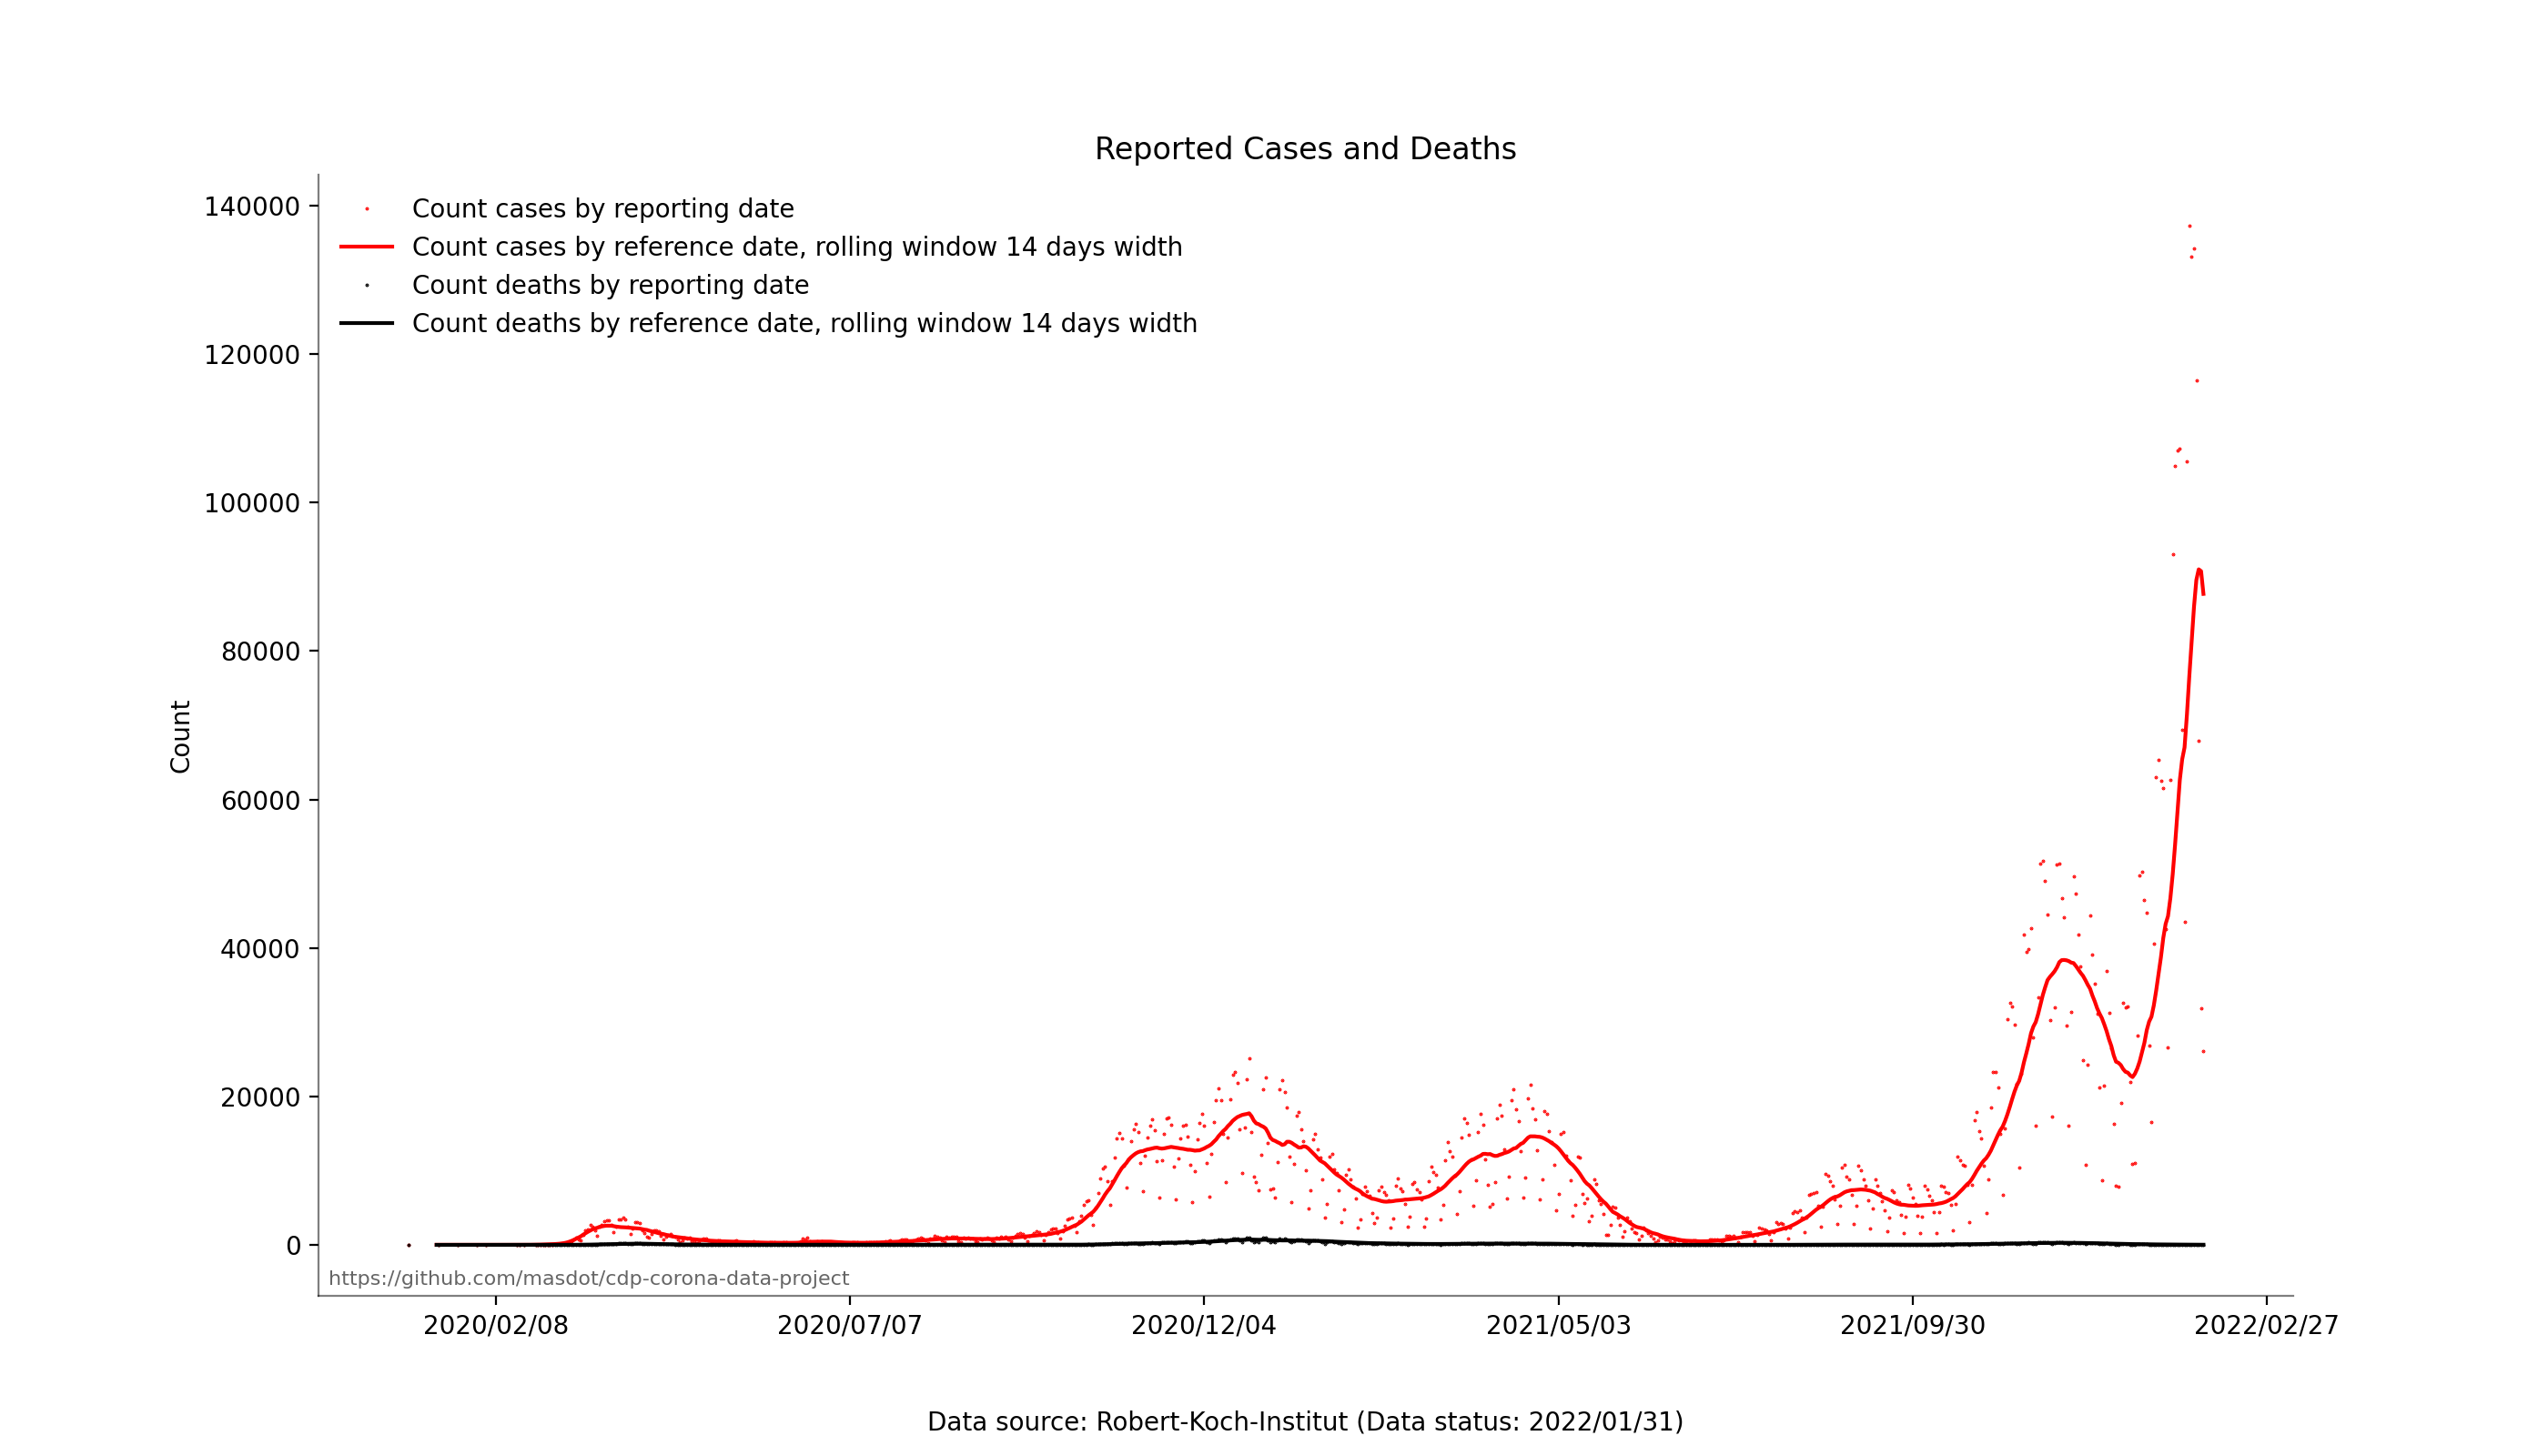 Reported Cases and Deaths
Count cases by reporting date
Count cases by reference date, rolling window 14 days width
Count deaths by reporting date
Count deaths by reference date, rolling window 14 days width
140000
120000
100000
80000
60000
40000
20000
0
Count
https://github.com/masdot/cdp-corona-data-project
2020/02/08 2020/07/07 2020/12/04 2021/05/03 2021/09/30 2022/02/27
Data source: Robert-Koch-Institut (Data status: 2022/01/31)